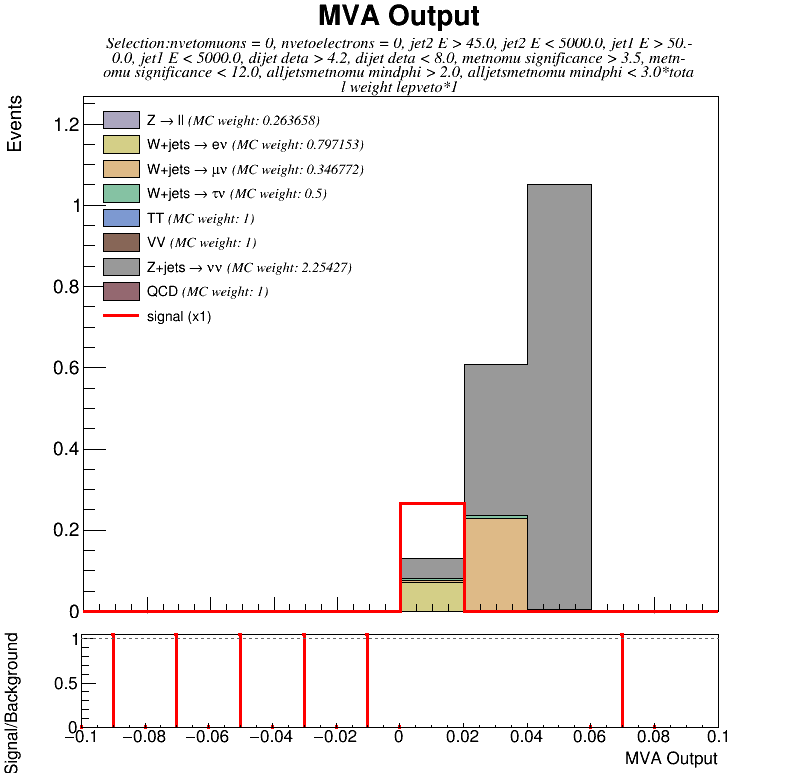 MVA Output
Selection:nvetomuons = 0, nvetoelectrons = 0, jet2 E > 45.0, jet2 E < 5000.0, jet1 E > 50.-
0.0, jet1 E < 5000.0, dijet deta > 4.2, dijet deta < 8.0, metnomu significance > 3.5, metn-
omu significance < 12.0, alljetsmetnomu mindphi > 2.0, alljetsmetnomu mindphi < 3.0*tota
l weight lepveto*1
Events
1.2
1
0.8
0.6
0.4
0.2
0
Z → ll (MC weight: 0.263658)
W+jets → eν (MC weight: 0.797153)
W+jets → μν (MC weight: 0.346772)
W+jets → τν (MC weight: 0.5)
TT (MC weight: 1)
VV (MC weight: 1)
Z+jets → νν (MC weight: 2.25427)
QCD (MC weight: 1)
signal (x1)
Signal/Background
1
0.5
0
−0.1 −0.08 −0.06 −0.04 −0.02 0 0.02 0.04 0.06 0.08 0.1
MVA Output